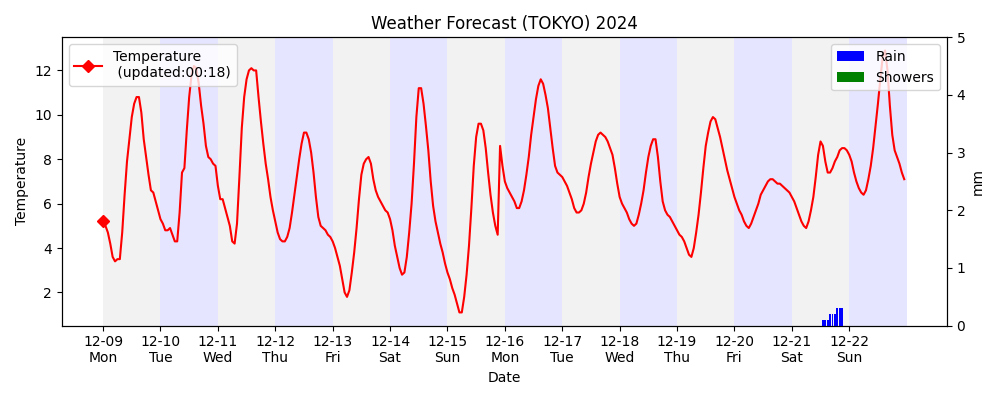 Weather Forecast (TOKYO) 2024
Temperature
(updated:00:18)
Rain
Showers
Temperature
12
10
8
6
4
2
5
4
3
2
1
0
mm
12-09 12-10 12-11 12-12 12-13 12-14 12-15 12-16 12-17 12-18 12-19 12-20 12-21 12-22
Mon Tue Wed Thu Fri Sat Sun Mon Tue Wed Thu Fri Sat Sun
Date